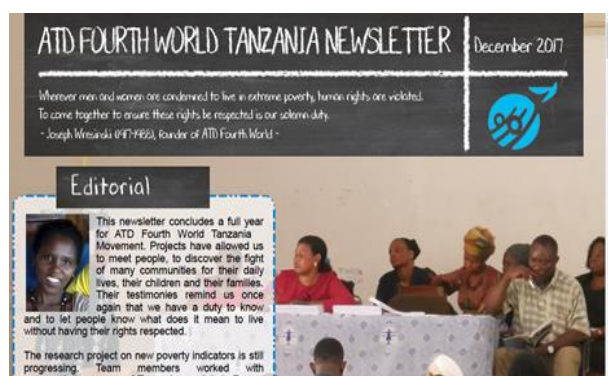 ATD FOURTH WORLD TANZANIA NEWSLETTER
December 2017
Wherever men and women are condemned to live in extreme poverty, human rights are violated.
To come together to ensure these rights be respected is our solemn duty.
- Joseph Wresinski (1917-1988), founder of ATD Fourth World -
Editorial
This newsletter concludes a full year
for ATD Fourth World Tanzania
Movement. Projects have allowed us
to meet people, to discover the fight
of many communities for their daily
lives, their children and their families.
Their testimonies remind us once
again that we have a duty to know
and to let people know what does it mean to live
without having their rights respected.
The research project on new poverty indicators is still
progressing. Team members worked with